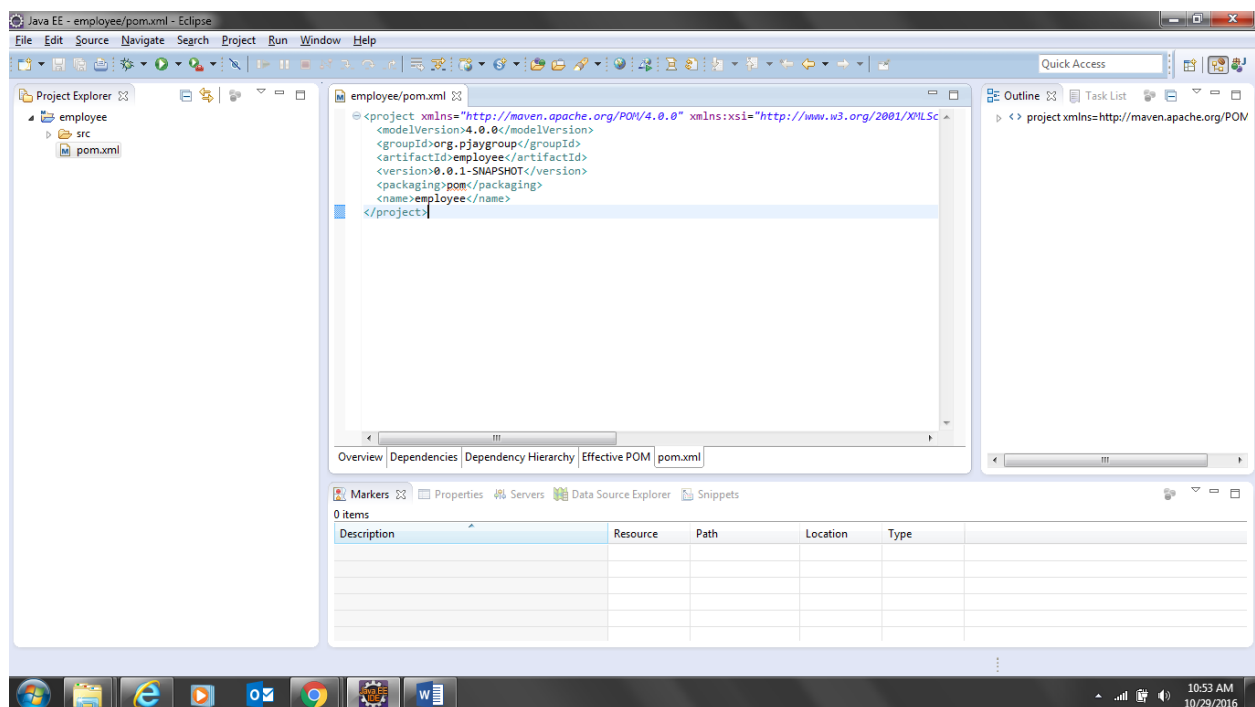 Java EE - employee/pom.xml - Eclipse
File Edit Source Navigate Search Project Run Window Help
Quick Access
Project Explorer
employee
src
pom.xml
employee/pom.xml
<project xmlns="http://maven.apache.org/POM/4.0.0" xmlns:xsi="http://www.w3.org/2001/XMLSc
<modelVersion>4.0.0</modelVersion>
<groupId>org.pjaygroup</groupId>
<artifactId>employee</artifactId>
<version>0.0.1-SNAPSHOT</version>
<packaging>pom</packaging>
<name>employee</name>
</project>
Overview Dependencies Dependency Hierarchy Effective POM pom.xml
Outline Task List
project xmlns=http://maven.apache.org/POM
Markers Properties Servers Data Source Explorer Snippets
0 items
Description Resource Path Location Type
10:53 AM
10/29/2016